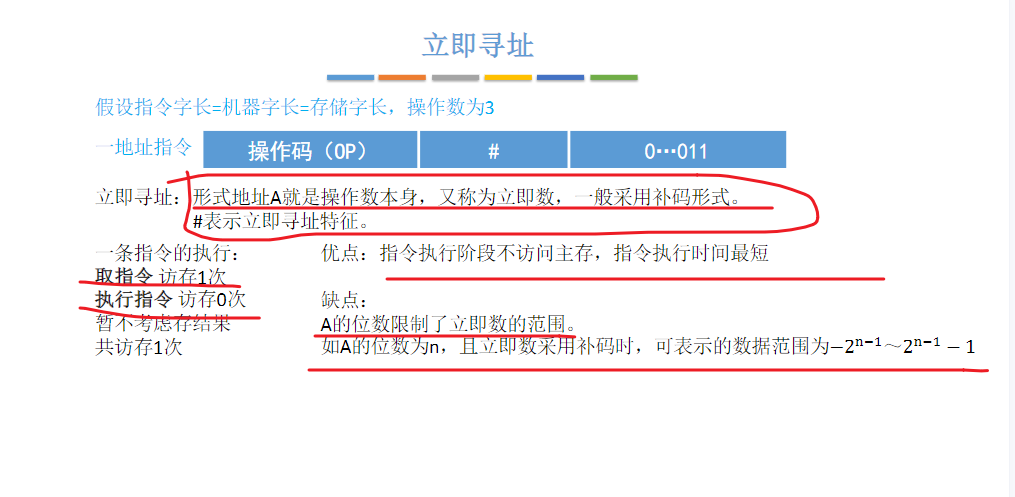 立即寻址
假设指令字长=机器字长=存储字长，操作数为3
一地址指令 操作码（OP） # 0…011
立即寻址：形式地址A就是操作数本身，又称为立即数，一般采用补码形式。
#表示立即寻址特征。
一条指令的执行：
取指令 访存1次
执行指令 访存0次
暂不考虑存结果
共访存1次
优点：指令执行阶段不访问主存，指令执行时间最短
缺点：
A的位数限制了立即数的范围。
如A的位数为n，且立即数采用补码时，可表示的数据范围为−2ⁿ⁻¹～2ⁿ⁻¹ − 1